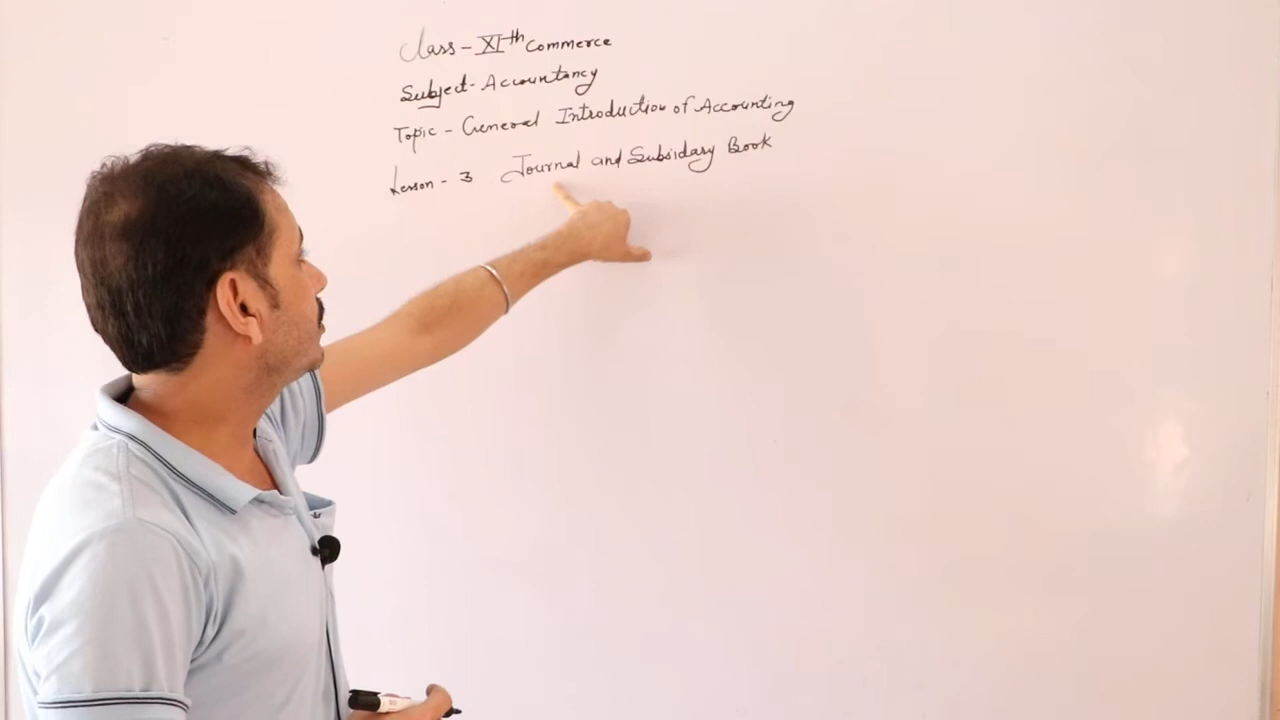 Class - XIth Commerce
Subject - Accountancy
Topic - General Introduction of Accounting
Lesson - 3 Journal and Subsidary Book